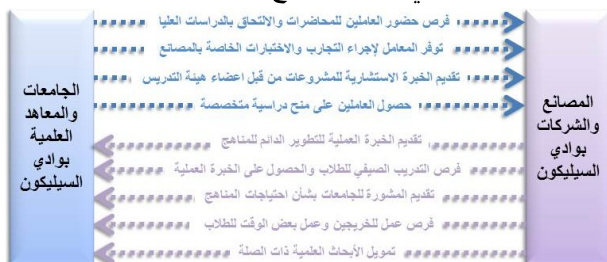 فرص حضور العاملين للمحاضرات والالتحاق بالدراسات العليا
توفر المعامل لإجراء التجارب والاختبارات الخاصة بالمصانع
تقديم الخبرة الاستشارية للمشروعات من قبل اعضاء هيئة التدريس
حصول العاملين على منح دراسية متخصصة
المصانع
والشركات
بوادي
السيليكون
الجامعات
والمعاهد
العلمية
بوادي
السيليكون
تقديم الخبرة العملية للتطوير الدائم للمناهج
فرص التدريب الصيفي للطلاب والحصول على الخبرة العملية
تقديم المشورة للجامعات بشأن احتياجات المناهج
فرص عمل للخريجين وعمل بعض الوقت للطلاب
تمويل الأبحاث العلمية ذات الصلة